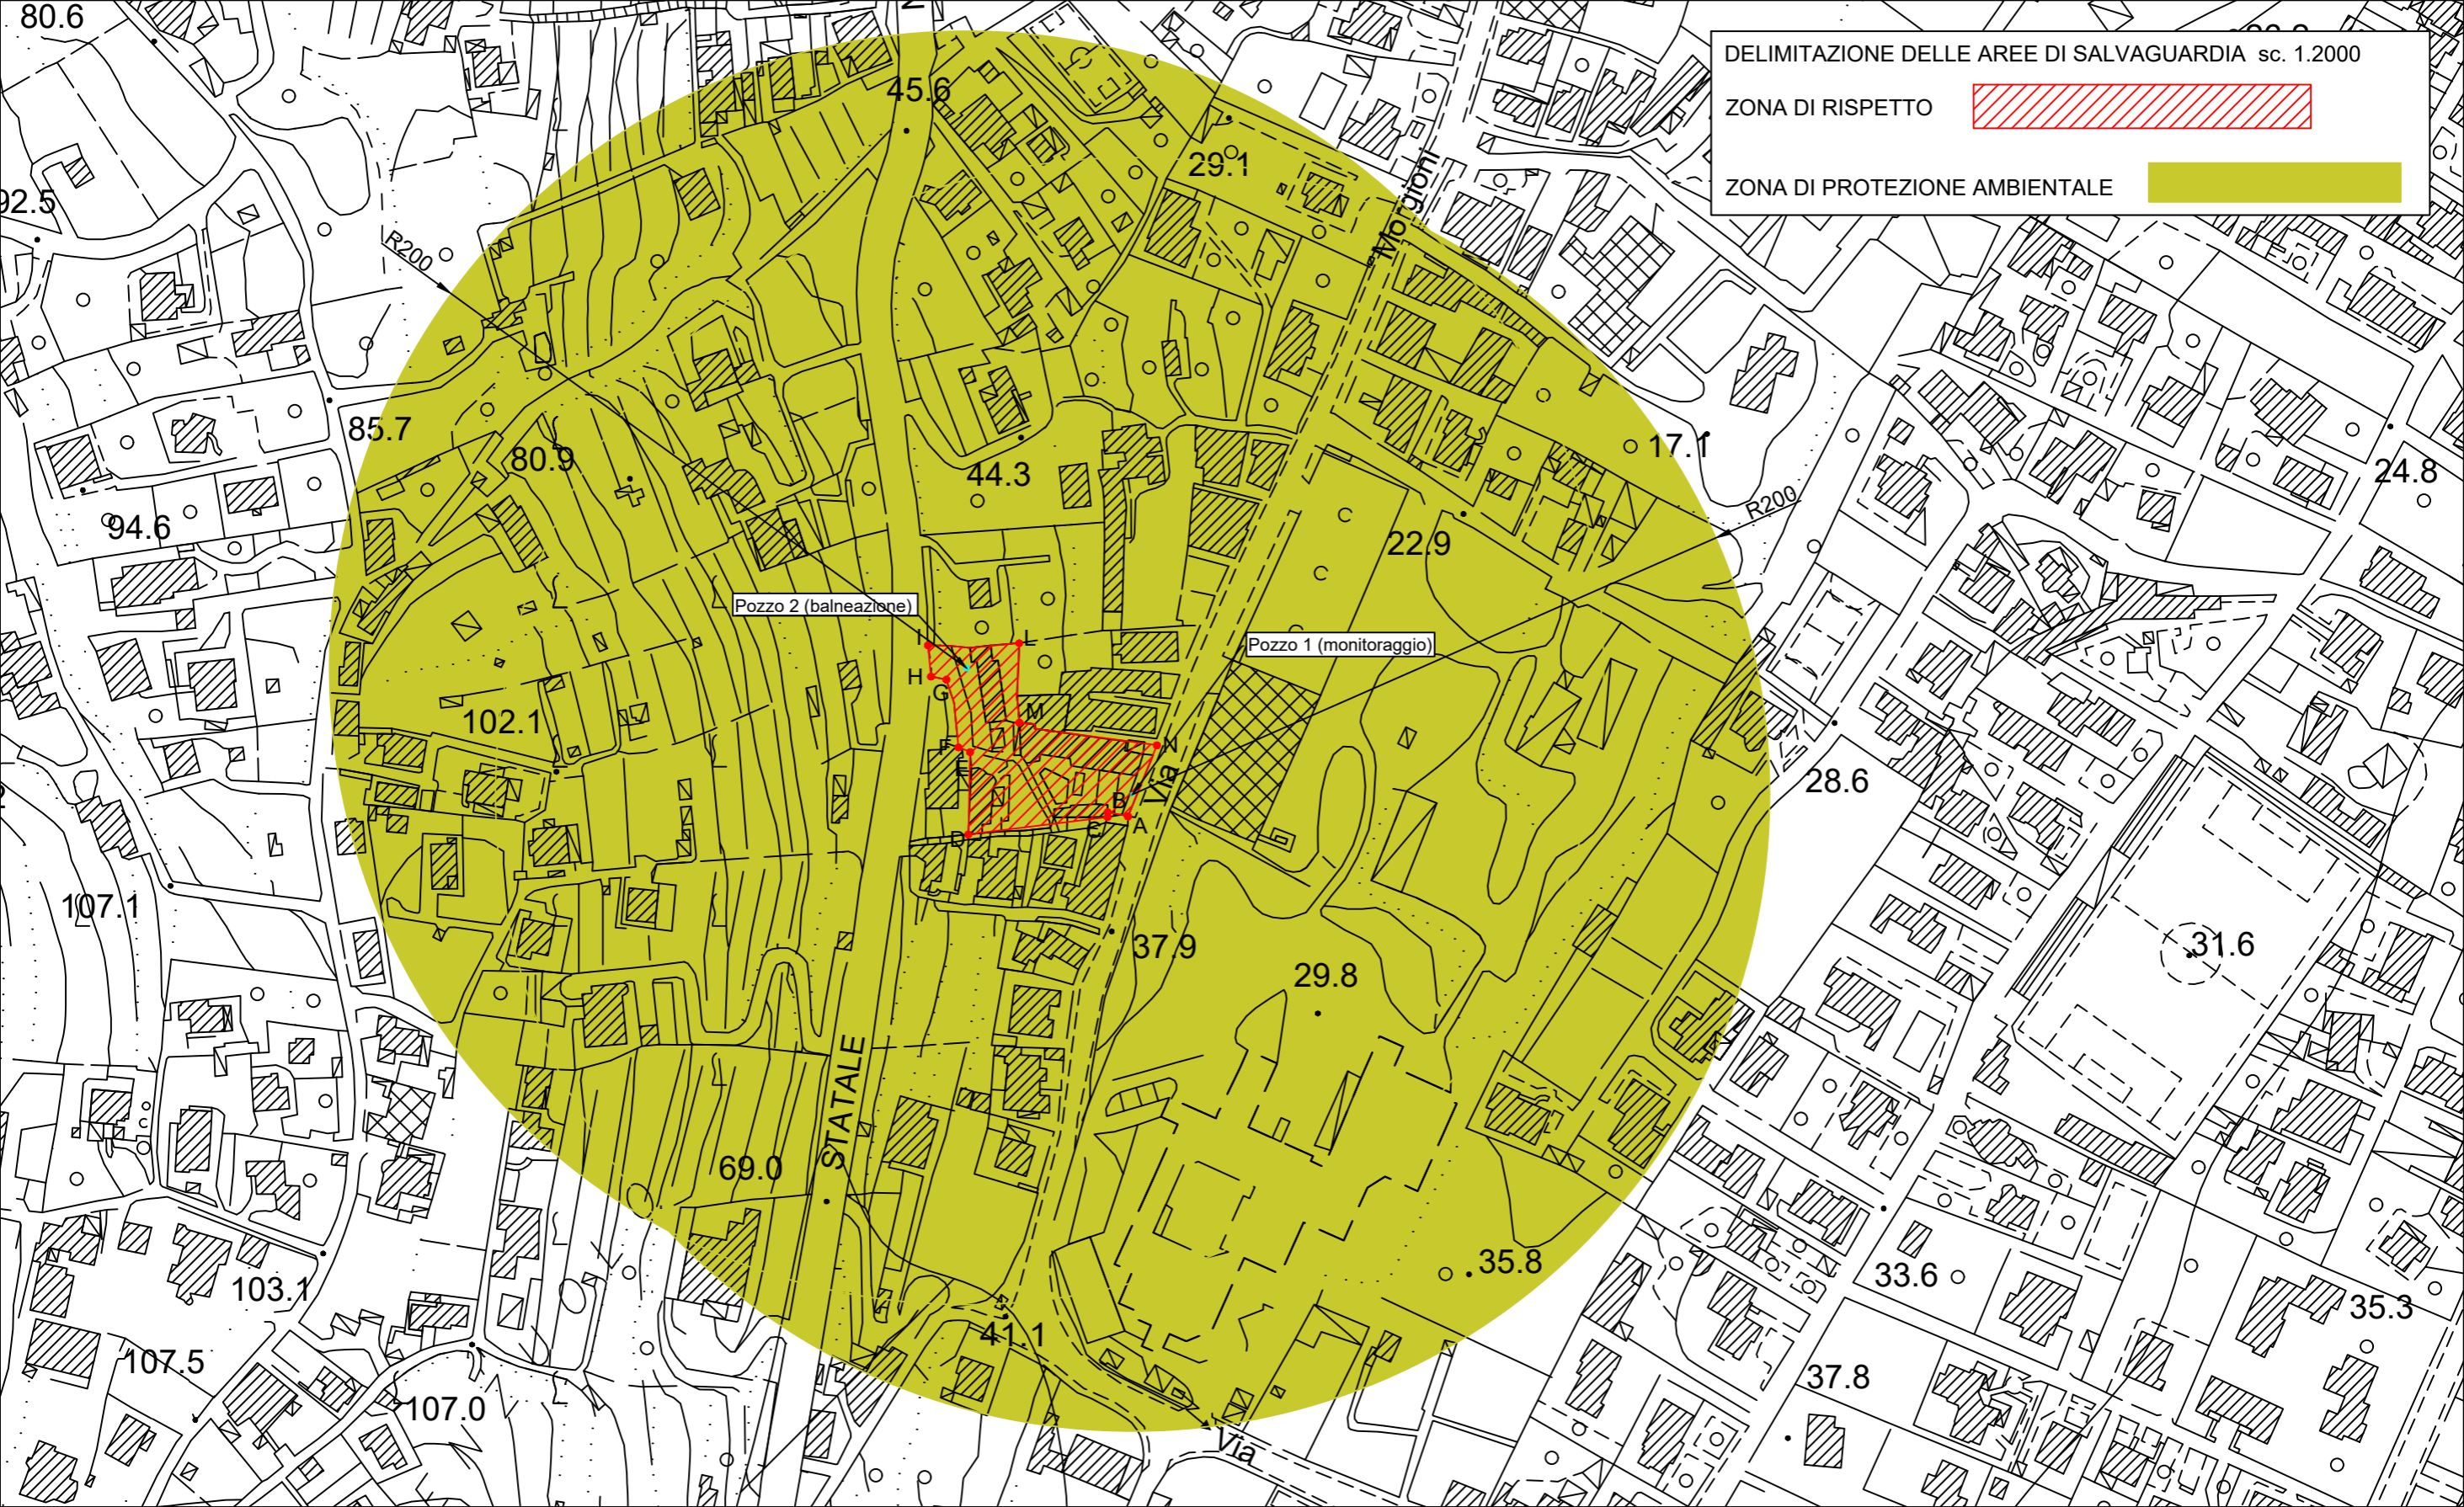 80.6
DELIMITAZIONE DELLE AREE DI SALVAGUARDIA sc. 1.2000
ZONA DI RISPETTO
ZONA DI PROTEZIONE AMBIENTALE
45.6
29.1
92.5
Morgioni
R200
85.7
80.9
44.3
17.1
24.8
94.6
22.9
R200
Pozzo 2 (balneazione)
Pozzo 1 (monitoraggio)
I
L
H
G
M
N
F
E
102.1
Via
28.6
B
A
C
D
107.1
37.9
29.8
31.6
STATALE
69.0
35.8
33.6
103.1
35.3
41.1
107.5
37.8
107.0
Via